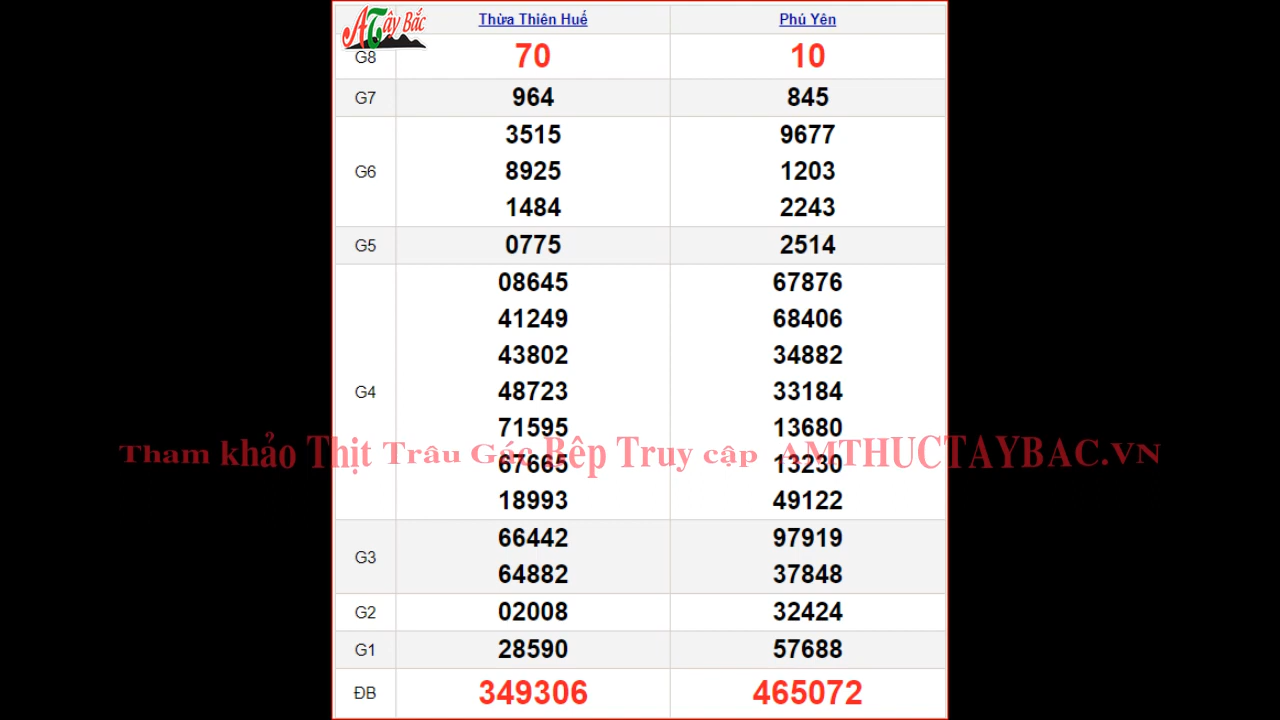 ATây Bắc
Thừa Thiên Huế Phú Yên
G8 70 10
G7 964 845
3515 9677
G6 8925 1203
1484 2243
G5 0775 2514
08645 67876
41249 68406
43802 34882
G4 48723 33184
71595 13680
Tham khảo Thịt Trâu Gác Bếp Truy cập AMTHUCTAYBAC.VN
67665 13230
18993 49122
66442 97919
G3
64882 37848
G2 02008 32424
G1 28590 57688
ĐB 349306 465072